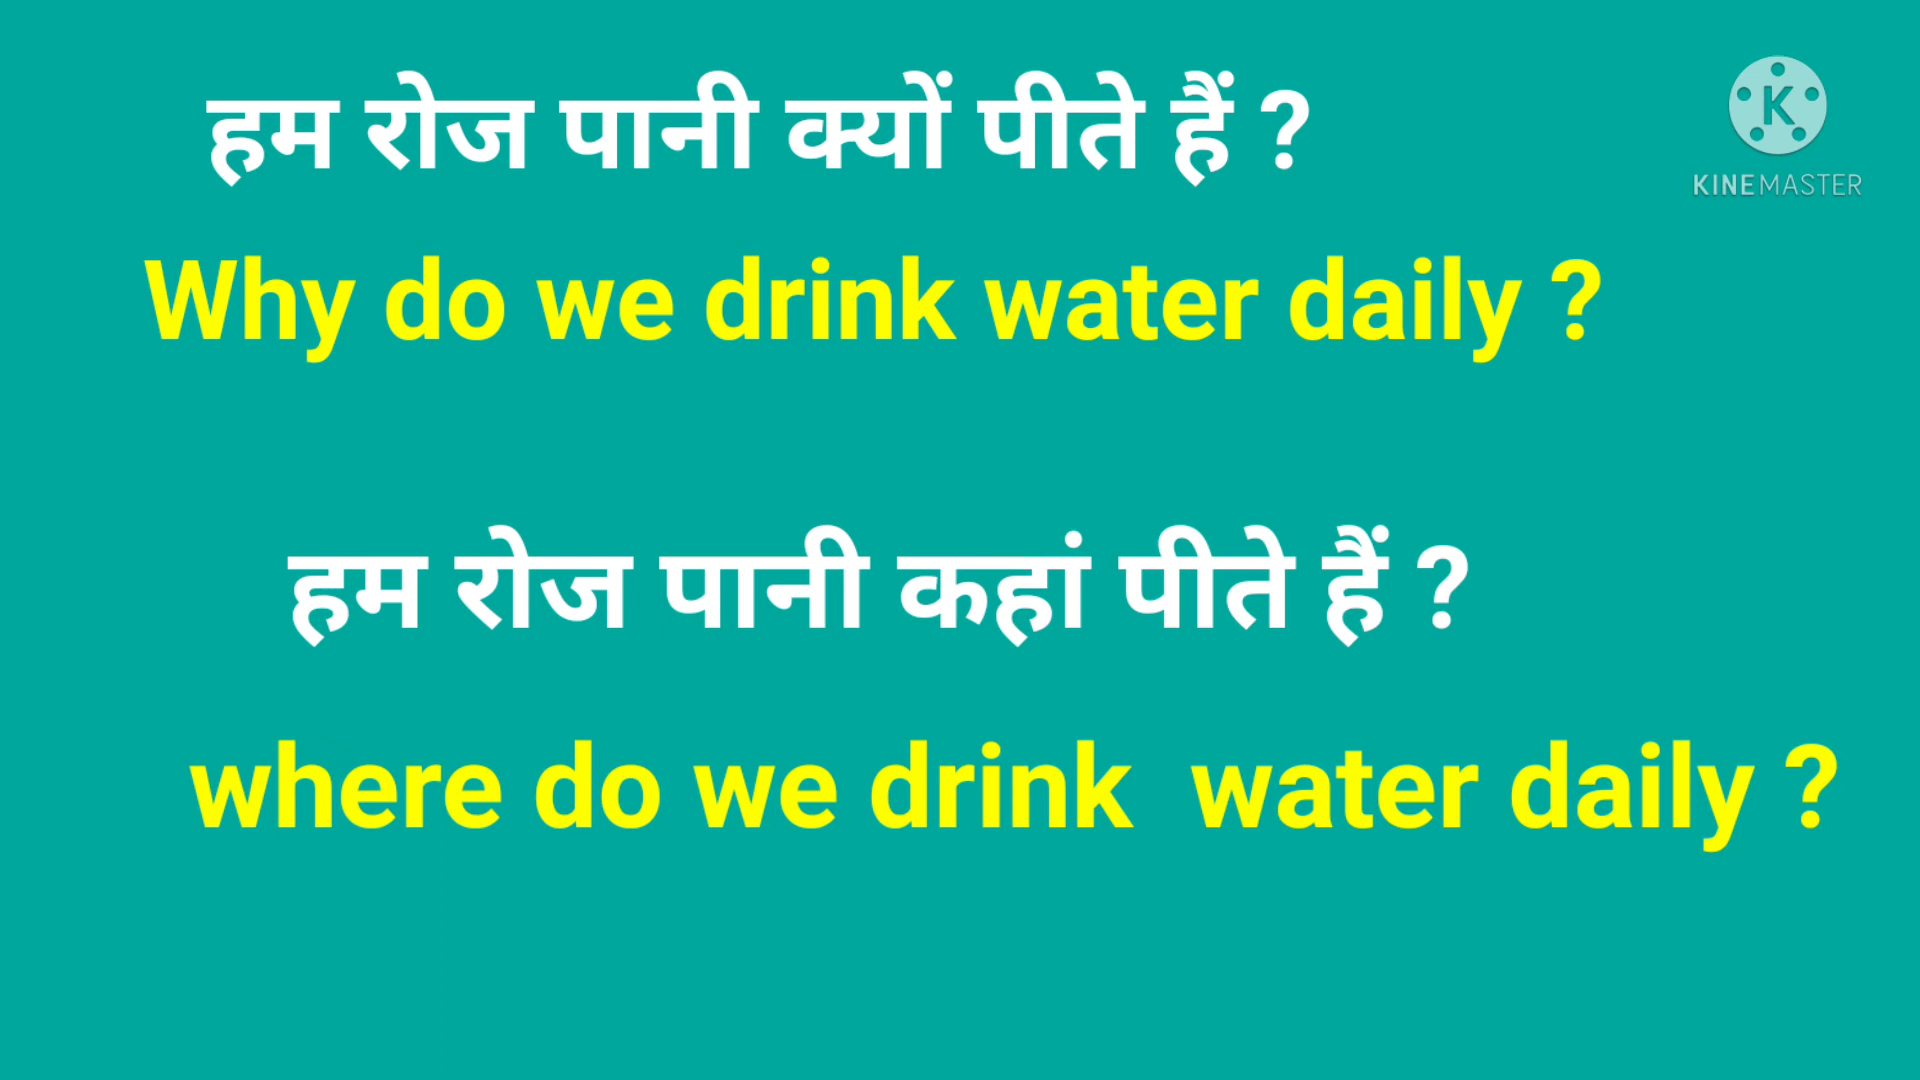 हम रोज पानी क्यों पीते हैं ?
K
KINEMASTER
Why do we drink water daily ?
हम रोज पानी कहां पीते हैं ?
where do we drink  water daily ?